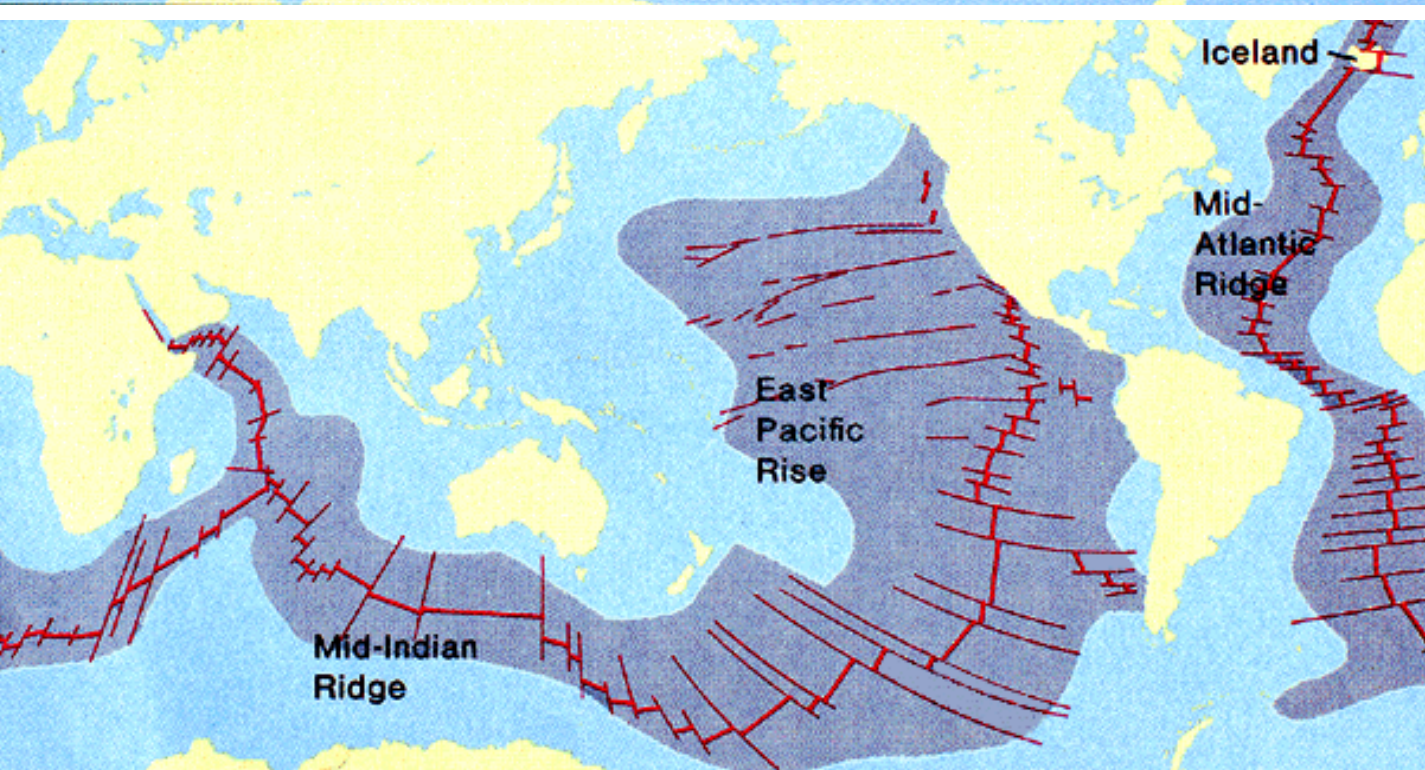 Iceland
Mid-
Atlantic
Ridge
East
Pacific
Rise
Mid-Indian
Ridge